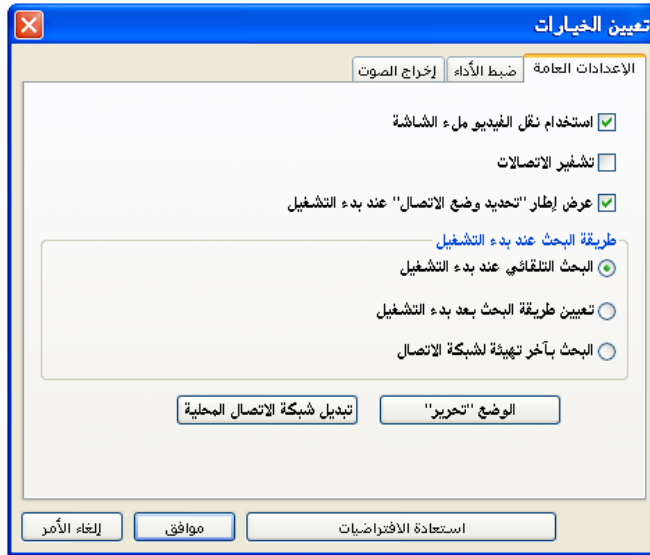 تعيين الخيارات
الإعدادات العامة ضبط الأداء إخراج الصوت
استخدام نقل الفيديو ملء الشاشة
تشفير الاتصالات
عرض إطار "تحديد وضع الاتصال" عند بدء التشغيل
طريقة البحث عند بدء التشغيل
البحث التلقائي عند بدء التشغيل
تعيين طريقة البحث بعد بدء التشغيل
البحث بآخر تهيئة لشبكة الاتصال
الوضع "تحرير" تبديل شبكة الاتصال المحلية
استعادة الافتراضيات موافق إلغاء الأمر